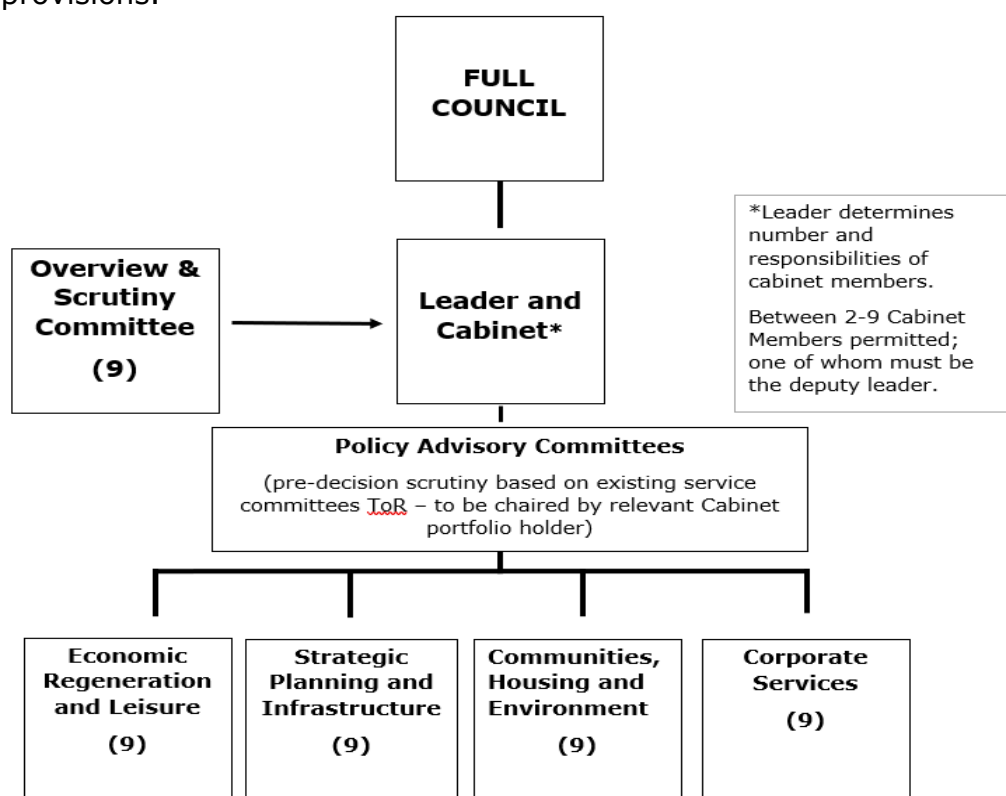 provisions.
FULL
COUNCIL
*Leader determines
number and
responsibilities of
cabinet members.
Between 2-9 Cabinet
Members permitted;
one of whom must be
the deputy leader.
Overview &
Scrutiny
Committee
(9)
Leader and
Cabinet*
Policy Advisory Committees
(pre-decision scrutiny based on existing service
committees ToR – to be chaired by relevant Cabinet
portfolio holder)
Economic
Regeneration
and Leisure
(9)
Strategic
Planning and
Infrastructure
(9)
Communities,
Housing and
Environment
(9)
Corporate
Services
(9)